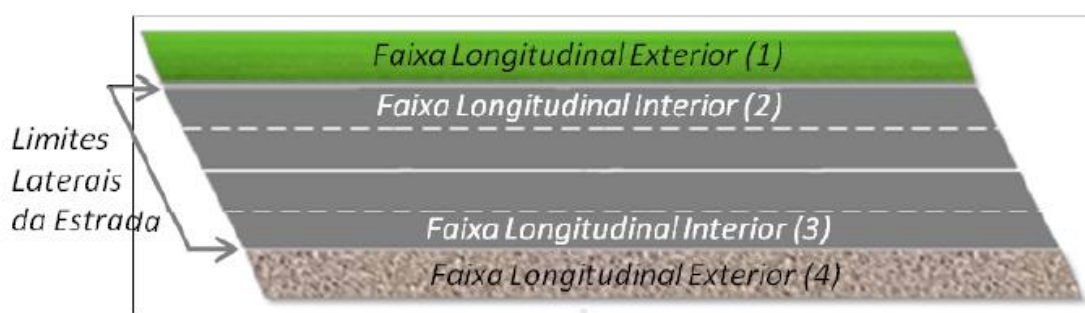 Faixa Longitudinal Exterior (1)
Faixa Longitudinal Interior (2)
Limites
Laterais
da Estrada
Faixa Longitudinal Interior (3)
Faixa Longitudinal Exterior (4)